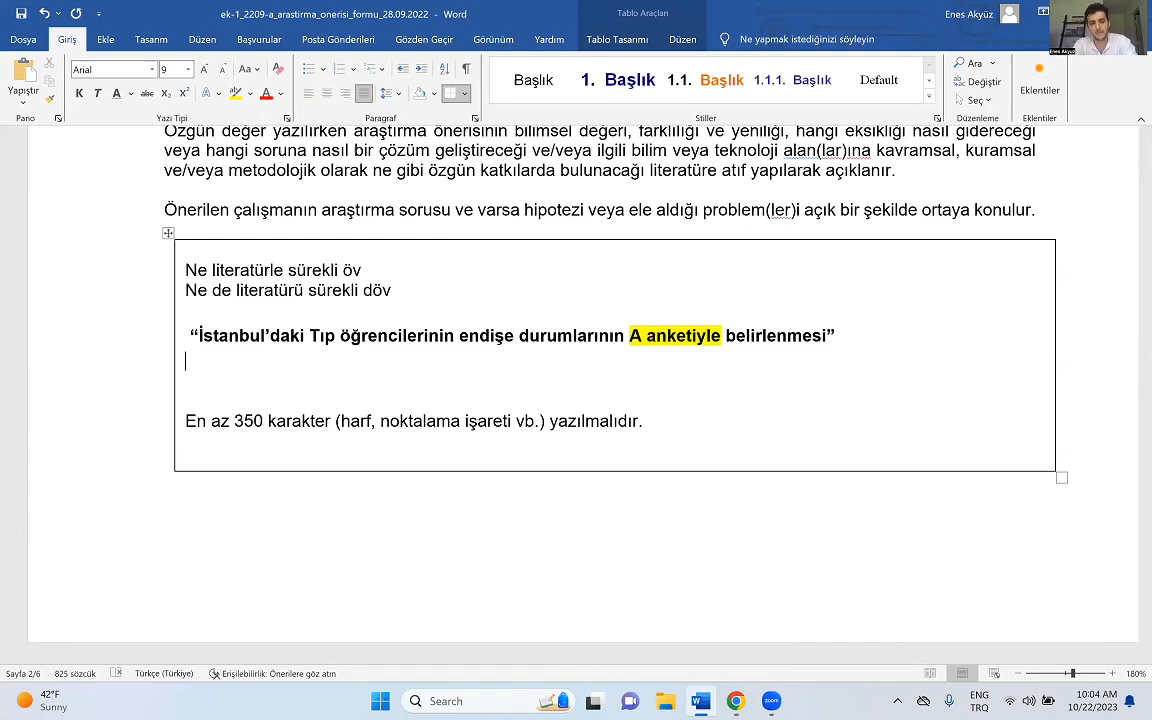 ek-1_2209-a_arastirma_onerisi_formu_28.09.2022 - Word
Tablo Araçları
Enes Akyüz
Dosya Giriş Ekle Tasarım Düzen Başvurular Posta Gönderileri Gözden Geçir Görünüm Yardım Tablo Tasarımı Düzen Ne yapmak istediğinizi söyleyin
Enes Akyüz
Yapıştır
Arial 9
Başlık 1. Başlık 1.1. Başlık 1.1.1. Başlık Default
Ara
Değiştir
Seç
Eklentiler
Pano Yazı Tipi Paragraf Stiller Düzenleme Eklentiler
Özgün değer yazılırken araştırma önerisinin bilimsel değeri, farklılığı ve yeniliği, hangi eksikliği nasıl gidereceği
veya hangi soruna nasıl bir çözüm geliştireceği ve/veya ilgili bilim veya teknoloji alan(lar)ına kavramsal, kuramsal
ve/veya metodolojik olarak ne gibi özgün katkılarda bulunacağı literatüre atıf yapılarak açıklanır.
Önerilen çalışmanın araştırma sorusu ve varsa hipotezi veya ele aldığı problem(ler)i açık bir şekilde ortaya konulur.
Ne literatürle sürekli öv
Ne de literatürü sürekli döv
“İstanbul’daki Tıp öğrencilerinin endişe durumlarının A anketiyle belirlenmesi”
En az 350 karakter (harf, noktalama işareti vb.) yazılmalıdır.
Sayfa 2/6 825 sözcük Türkçe (Türkiye) Erişilebilirlik: Önerilere göz atın 180%
42°F
Sunny
Search
zoom
ENG
TRQ
10:04 AM
10/22/2023